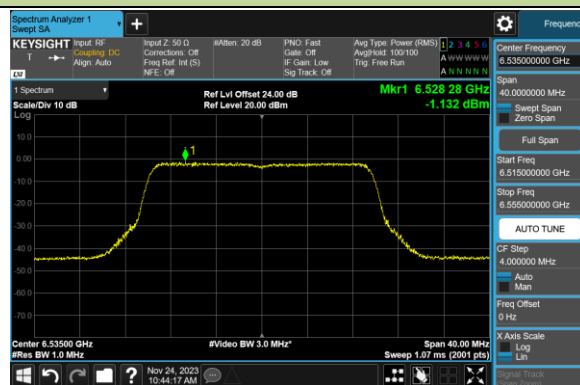 Spectrum Analyzer 1
Swept SA
+
Frequency
KEYSIGHT
Input: RF
Coupling: DC
Align: Auto
Input Z: 50 Ω
Corrections: Off
Freq Ref: Int (S)
NFE: Off
#Atten: 20 dB
PNO: Fast
Gate: Off
IF Gain: Low
Sig Track: Off
Avg Type: Power (RMS)
Avg|Hold: 100/100
Trig: Free Run
1 2 3 4 5 6
A W W W W W
A N N N N N
T
LXI
1 Spectrum
Scale/Div 10 dB
Ref Lvl Offset 24.00 dB
Ref Level 20.00 dBm
Mkr1 6.528 28 GHz
-1.132 dBm
Log
10.0
0.00
-10.0
-20.0
-30.0
-40.0
-50.0
-60.0
-70.0
1
Center 6.53500 GHz
#Res BW 1.0 MHz
#Video BW 3.0 MHz*
Span 40.00 MHz
Sweep 1.07 ms (2001 pts)
Center Frequency
6.535000000 GHz
Span
40.0000000 MHz
Swept Span
Zero Span
Full Span
Start Freq
6.515000000 GHz
Stop Freq
6.555000000 GHz
AUTO TUNE
CF Step
4.000000 MHz
Auto
Man
Freq Offset
0 Hz
X Axis Scale
Log
Lin
Signal Track
?
Nov 24, 2023
10:44:17 AM